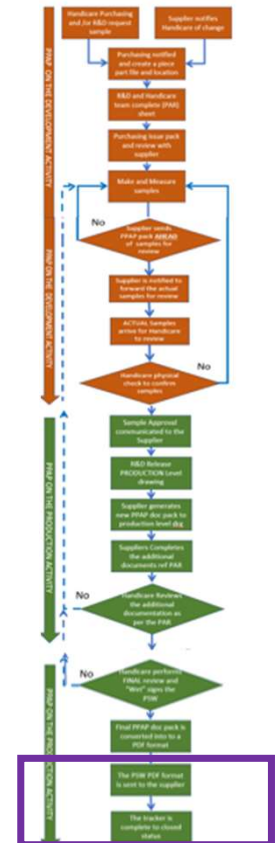 Handicare Purchasing
and /or R&D request
sample
Supplier notifies
Handicare of change
Purchasing notified
and create a piece
part file and location
R&D and Handicare
team complete (PAR)
sheet
Purchasing issue pack
and review with
supplier
Make and Measure
samples
No
Supplier sends
PPAP pack AHEAD
of samples for
review
Supplier is notified to
forward the actual
samples for review
ACTUAL Samples
arrive for Handicare
to review
No
Handicare physical
check to confirm
samples
Sample Approval
communicated to the
Supplier
R&D Release
PRODUCTION Level
drawing
Supplier generates
new PPAP doc pack to
production level drg
Suppliers Completes
the additional
documents ref PAR
No
Handicare Reviews
the additional
documentation as
per the PAR
No
Handicare performs
FINAL review and
"Wet" signs the
PSW
Final PPAP doc pack is
converted into to a
PDF format
The PSW PDF format
is sent to the supplier
The tracker is
complete to closed
status
PPAP ON THE DEVELOPMENT ACTIVITY
PPAP ON THE DEVELOPMENT ACTIVITY
PPAP ON THE PRODUCTION ACTIVITY
PPAP ON THE PRODUCTION ACTIVITY